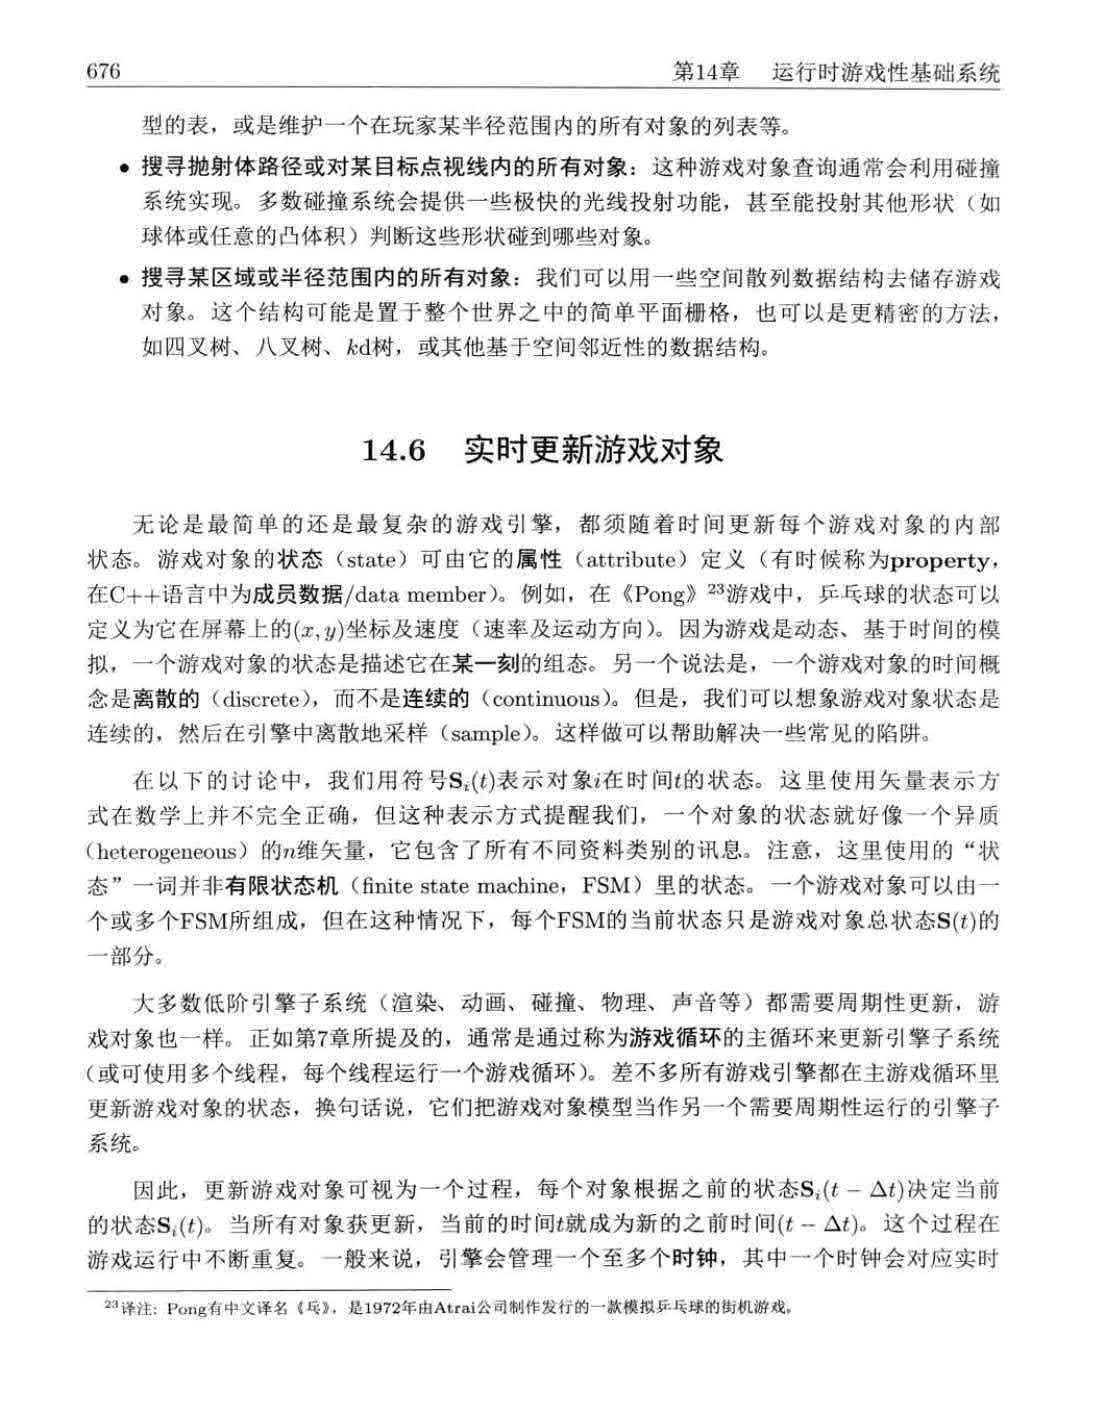 676 第14章 运行时游戏性基础系统
型的表，或是维护一个在玩家某半径范围内的所有对象的列表等。
• 搜寻抛射体路径或对某目标点视线内的所有对象：这种游戏对象查询通常会利用碰撞
系统实现。多数碰撞系统会提供一些极快的光线投射功能，甚至能投射其他形状（如
球体或任意的凸体积）判断这些形状碰到哪些对象。
• 搜寻某区域或半径范围内的所有对象：我们可以用一些空间散列数据结构去储存游戏
对象。这个结构可能是置于整个世界之中的简单平面栅格，也可以是更精密的方法，
如四叉树、八叉树、kd树，或其他基于空间邻近性的数据结构。
14.6 实时更新游戏对象
无论是最简单的还是最复杂的游戏引擎，都须随着时间更新每个游戏对象的内部
状态。游戏对象的状态（state）可由它的属性（attribute）定义（有时候称为property，
在C++语言中为成员数据/data member）。例如，在《Pong》²³游戏中，乒乓球的状态可以
定义为它在屏幕上的(x, y)坐标及速度（速率及运动方向）。因为游戏是动态、基于时间的模
拟，一个游戏对象的状态是描述它在某一刻的组态。另一个说法是，一个游戏对象的时间概
念是离散的（discrete），而不是连续的（continuous）。但是，我们可以想象游戏对象状态是
连续的，然后在引擎中离散地采样（sample）。这样做可以帮助解决一些常见的陷阱。
在以下的讨论中，我们用符号Sᵢ(t)表示对象i在时间t的状态。这里使用矢量表示方
式在数学上并不完全正确，但这种表示方式提醒我们，一个对象的状态就好像一个异质
（heterogeneous）的n维矢量，它包含了所有不同资料类别的讯息。注意，这里使用的“状
态”一词并非有限状态机（finite state machine，FSM）里的状态。一个游戏对象可以由一
个或多个FSM所组成，但在这种情况下，每个FSM的当前状态只是游戏对象总状态S(t)的
一部分。
大多数低阶引擎子系统（渲染、动画、碰撞、物理、声音等）都需要周期性更新，游
戏对象也一样。正如第7章所提及的，通常是通过称为游戏循环的主循环来更新引擎子系统
（或可使用多个线程，每个线程运行一个游戏循环）。差不多所有游戏引擎都在主游戏循环里
更新游戏对象的状态，换句话说，它们把游戏对象模型当作另一个需要周期性运行的引擎子
系统。
因此，更新游戏对象可视为一个过程，每个对象根据之前的状态Sᵢ(t − Δt)决定当前
的状态Sᵢ(t)。当所有对象获更新，当前的时间t就成为新的之前时间(t − Δt)。这个过程在
游戏运行中不断重复。一般来说，引擎会管理一个至多个时钟，其中一个时钟会对应实时
²³译注：Pong有中文译名《乓》，是1972年由Atrai公司制作发行的一款模拟乒乓球的街机游戏，